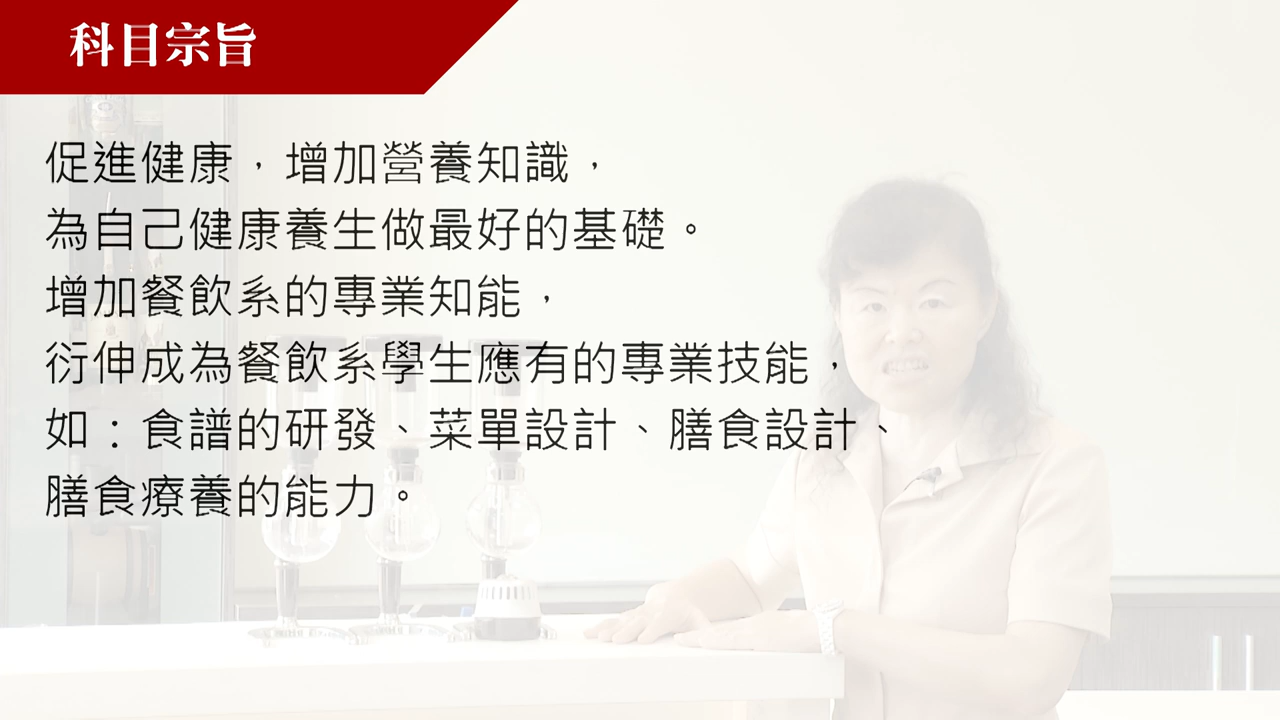 科目宗旨
促進健康，增加營養知識，
為自己健康養生做最好的基礎。
增加餐飲系的專業知能，
衍伸成為餐飲系學生應有的專業技能，
如：食譜的研發、菜單設計、膳食設計、
膳食療養的能力。